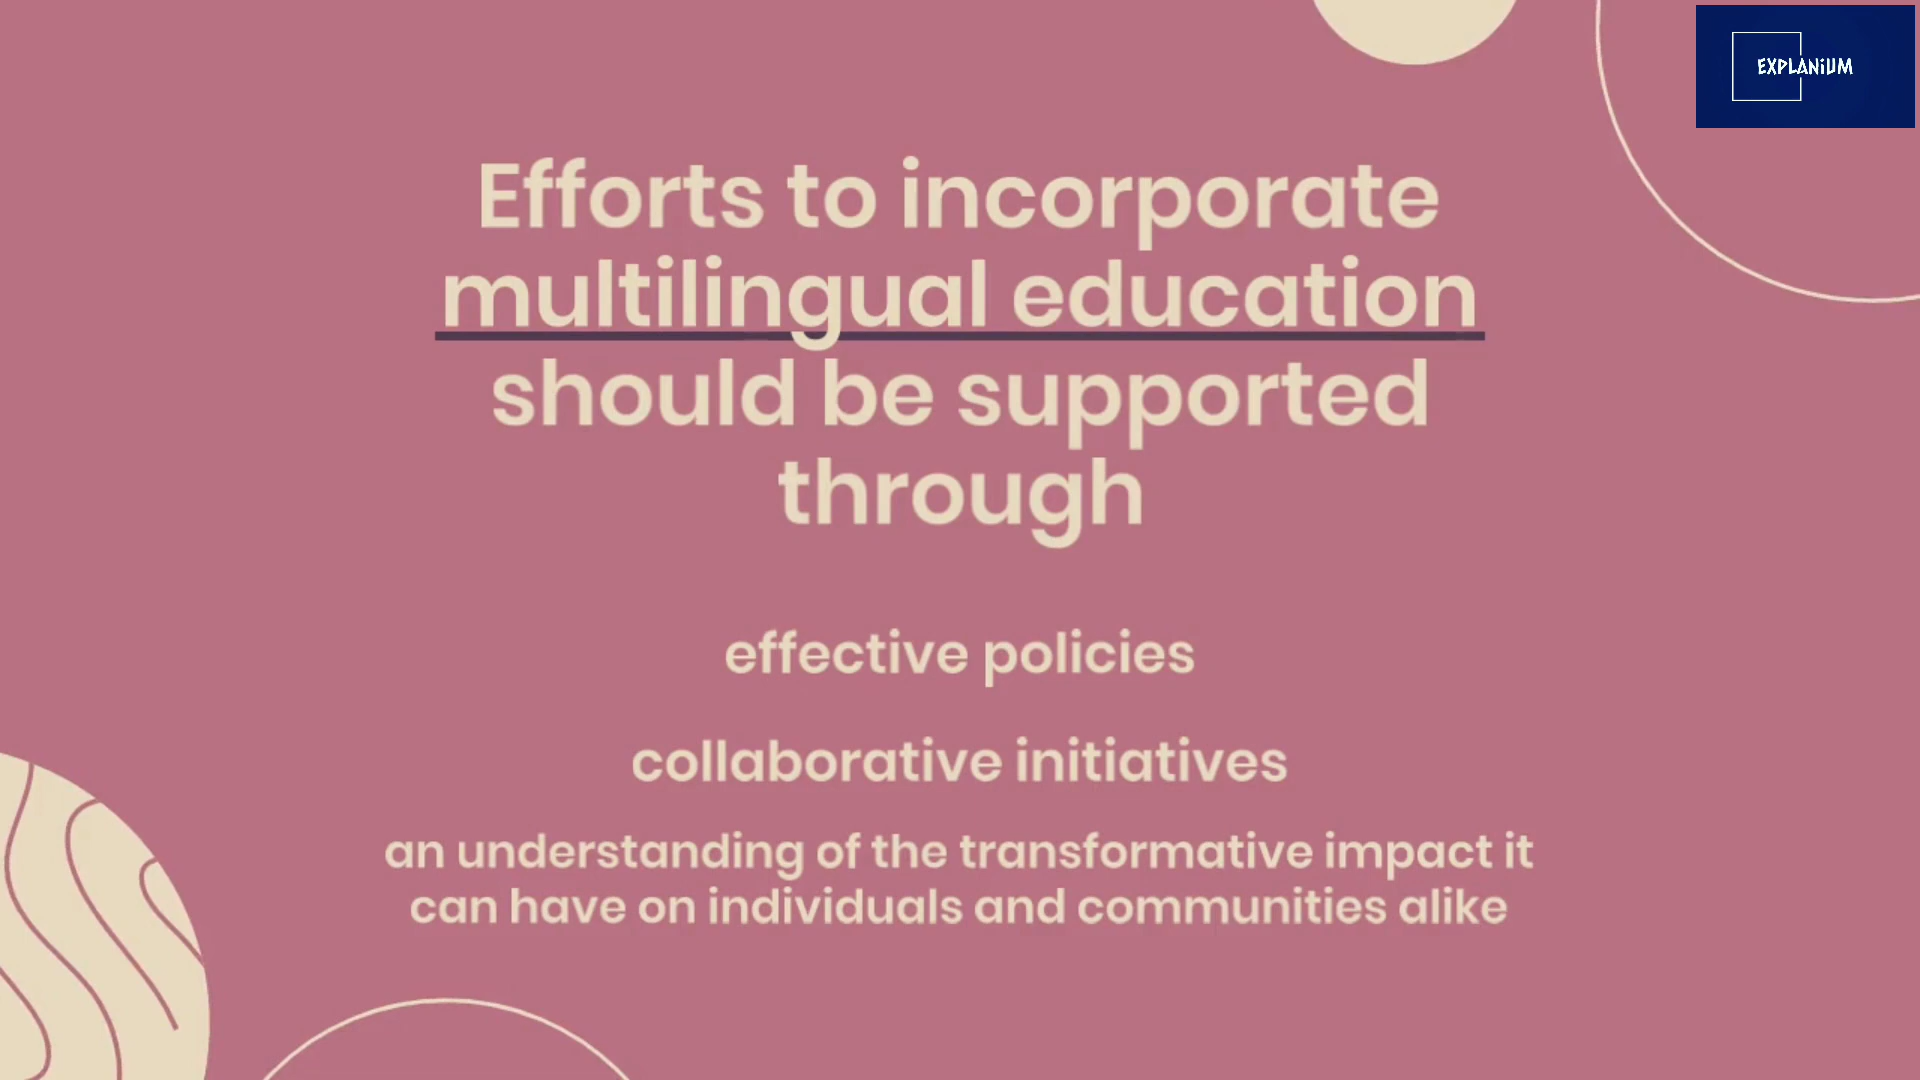 EXPLANiUM
Efforts to incorporate
multilingual education
should be supported
through
effective policies
collaborative initiatives
an understanding of the transformative impact it
can have on individuals and communities alike